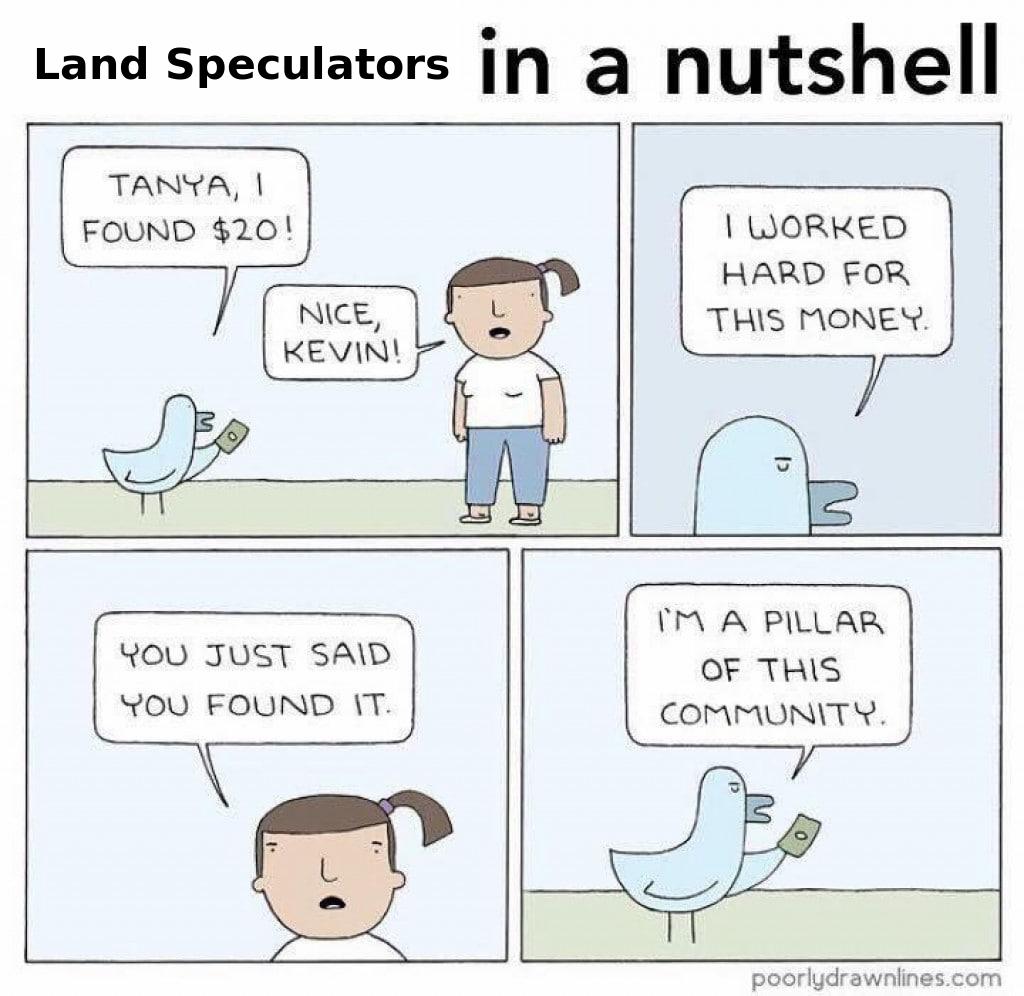 Land Speculators in a nutshell
TANYA, I
FOUND $20!
NICE,
KEVIN!
I WORKED
HARD FOR
THIS MONEY.
YOU JUST SAID
YOU FOUND IT.
I'M A PILLAR
OF THIS
COMMUNITY.
poorlydrawnlines.com